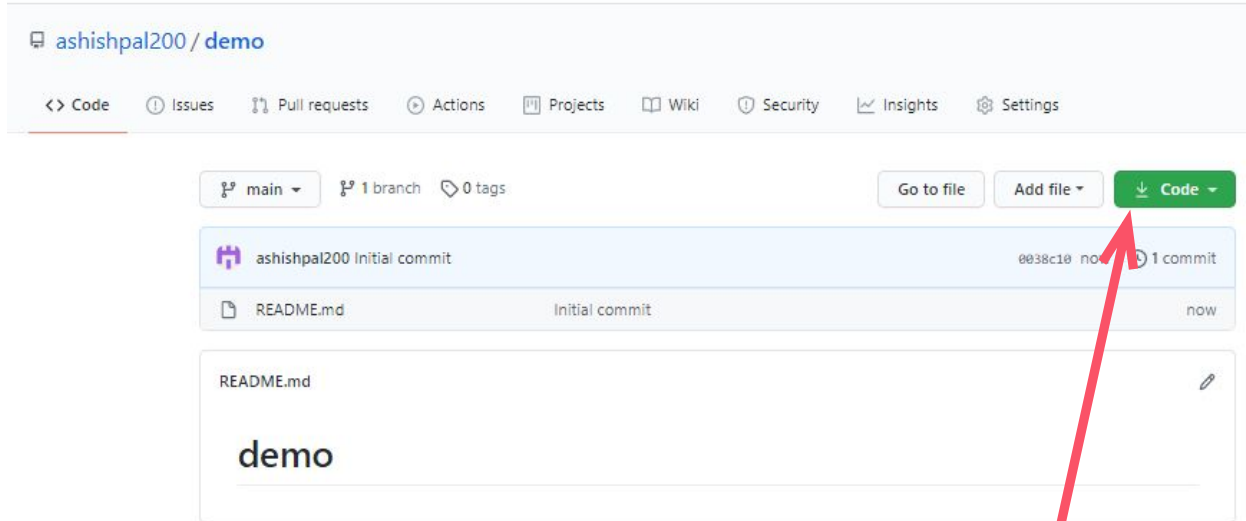 ashishpal200 / demo
<> Code Issues Pull requests Actions Projects Wiki Security Insights Settings
main 1 branch 0 tags Go to file Add file Code
ashishpal200 Initial commit 0038c10 1 commit
README.md Initial commit now
README.md
demo